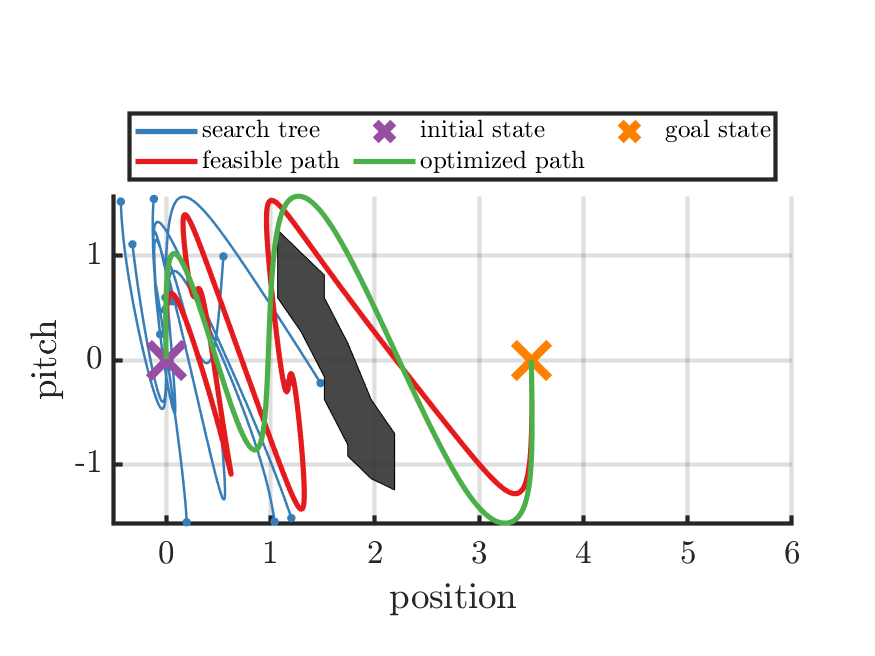 search tree initial state goal state
feasible path optimized path
1
0
-1
pitch
0 1 2 3 4 5 6
position